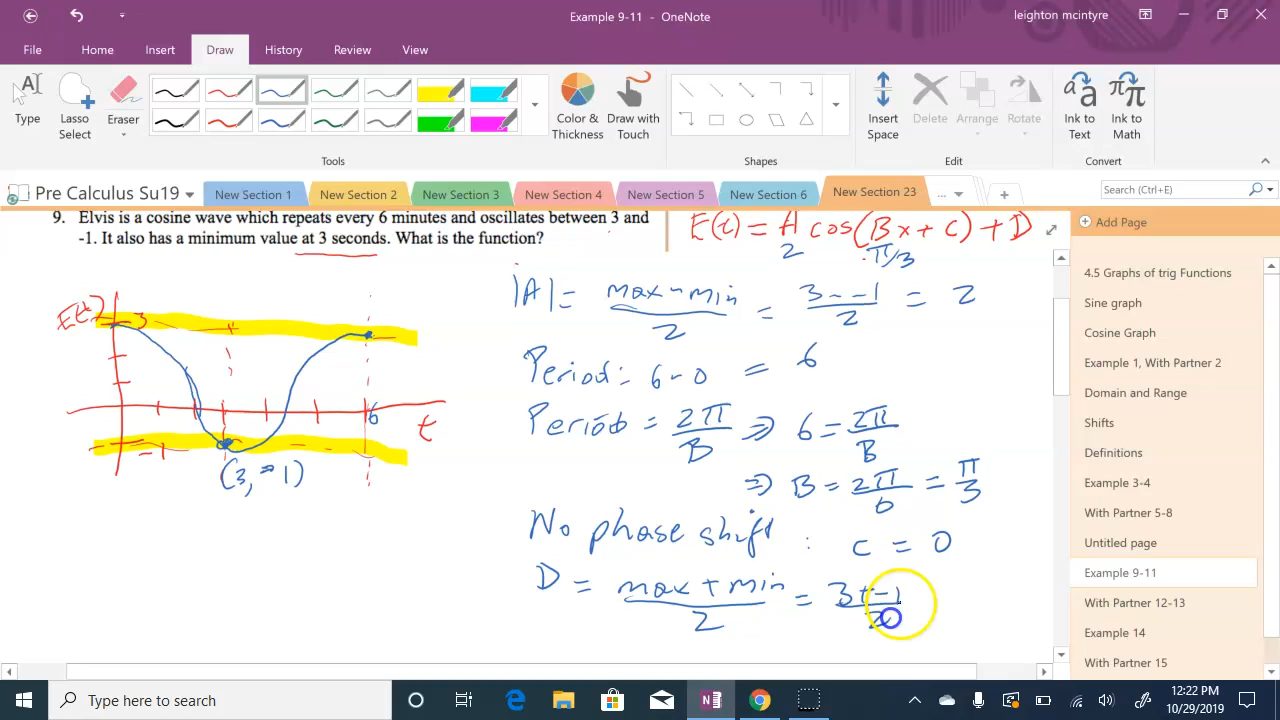 Example 9-11 - OneNote
leighton mcintyre
File Home Insert Draw History Review View
Type
Lasso Select
Eraser
Color & Thickness
Draw with Touch
Insert Space
Delete
Arrange
Rotate
Ink to Text
Ink to Math
Tools
Shapes
Edit
Convert
Pre Calculus Su19
New Section 1
New Section 2
New Section 3
New Section 4
New Section 5
New Section 6
New Section 23
...
Search (Ctrl+E)
9. Elvis is a cosine wave which repeats every 6 minutes and oscillates between 3 and
-1. It also has a minimum value at 3 seconds. What is the function?
E(t) = A cos(Bx + C) + D
2 π/3
|A| = max - min / 2 = 3 - -1 / 2 = 2
Period: 6 - 0 = 6
Period = 2π / B ⇒ 6 = 2π / B
⇒ B = 2π / 6 = π / 3
No phase shift : c = 0
D = max + min / 2 = 3 + -1 / 2
E(t)
3
6
t
-1
(3, -1)
Add Page
4.5 Graphs of trig Functions
Sine graph
Cosine Graph
Example 1, With Partner 2
Domain and Range
Shifts
Definitions
Example 3-4
With Partner 5-8
Untitled page
Example 9-11
With Partner 12-13
Example 14
With Partner 15
Type here to search
12:22 PM
10/29/2019